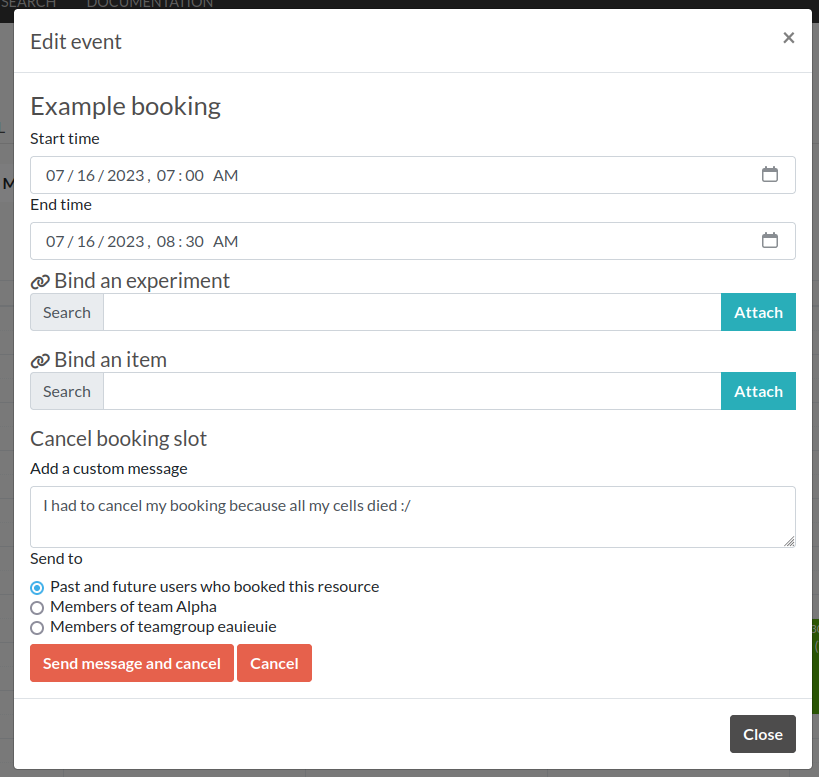 SEARCH DOCUMENTATION
Edit event
×
Example booking
Start time
07/16/2023, 07:00 AM
End time
07/16/2023, 08:30 AM
Bind an experiment
Search Attach
Bind an item
Search Attach
Cancel booking slot
Add a custom message
I had to cancel my booking because all my cells died :/
Send to
Past and future users who booked this resource
Members of team Alpha
Members of teamgroup eauieuie
Send message and cancel Cancel
Close